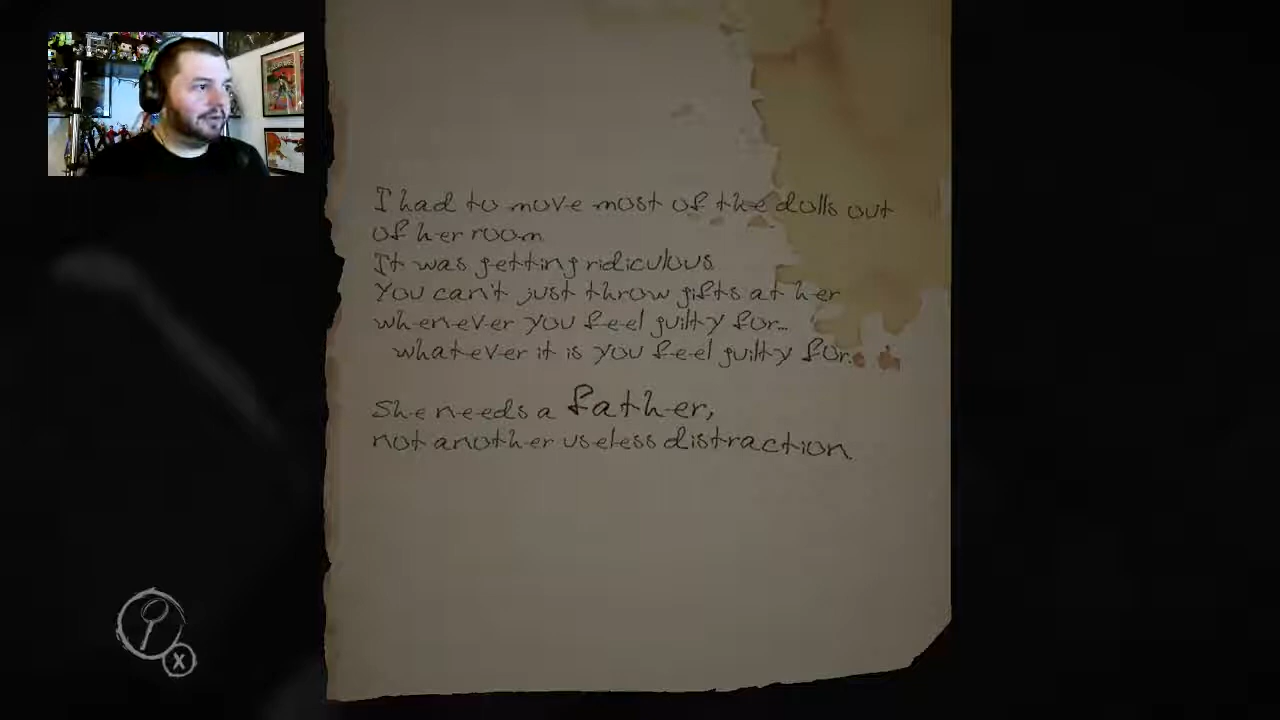 I had to move most of the dolls out
of her room
It was getting ridiculous
You can't just throw gifts at her
whenever you feel guilty for...
whatever it is you feel guilty for.
She needs a father,
not another useless distraction.
X